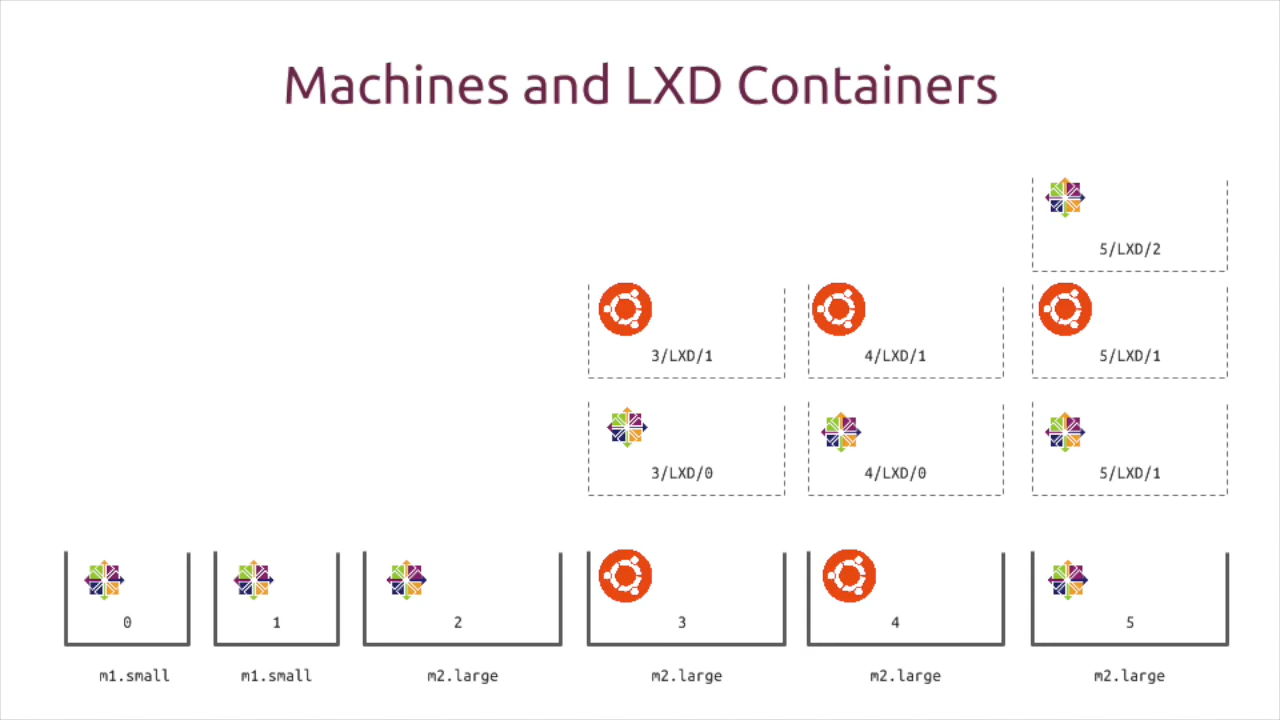 Machines and LXD Containers
5/LXD/2
3/LXD/1
4/LXD/1
5/LXD/1
3/LXD/0
4/LXD/0
5/LXD/1
0
1
2
3
4
5
m1.small
m1.small
m2.large
m2.large
m2.large
m2.large